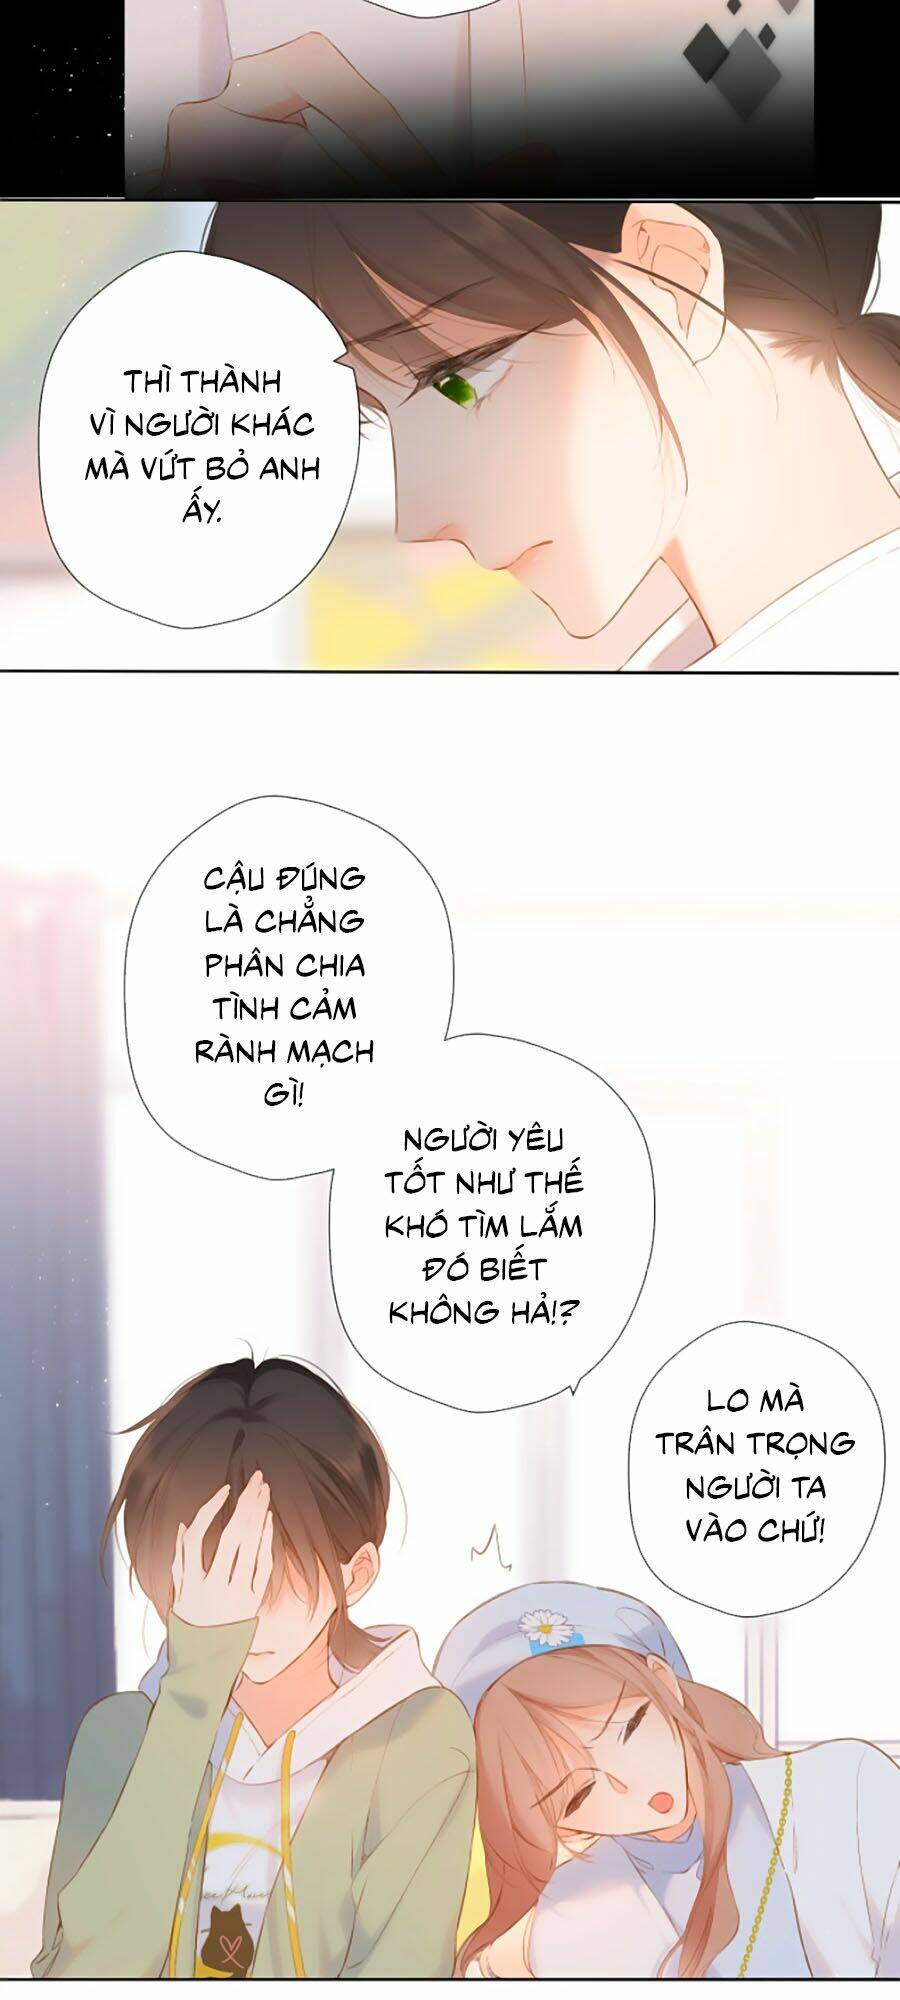 THÌ THÀNH
VÌ NGƯỜI KHÁC
MÀ VỨT BỎ ANH
ẤY.
CẬU ĐÚNG
LÀ CHẲNG
PHÂN CHIA
TÌNH CẢM
RÀNH MẠCH
GÌ!
NGƯỜI YÊU
TỐT NHƯ THẾ
KHÓ TÌM LẮM
ĐÓ BIẾT
KHÔNG HẢ!?
LO MÀ
TRÂN TRỌNG
NGƯỜI TA
VÀO CHỨ!